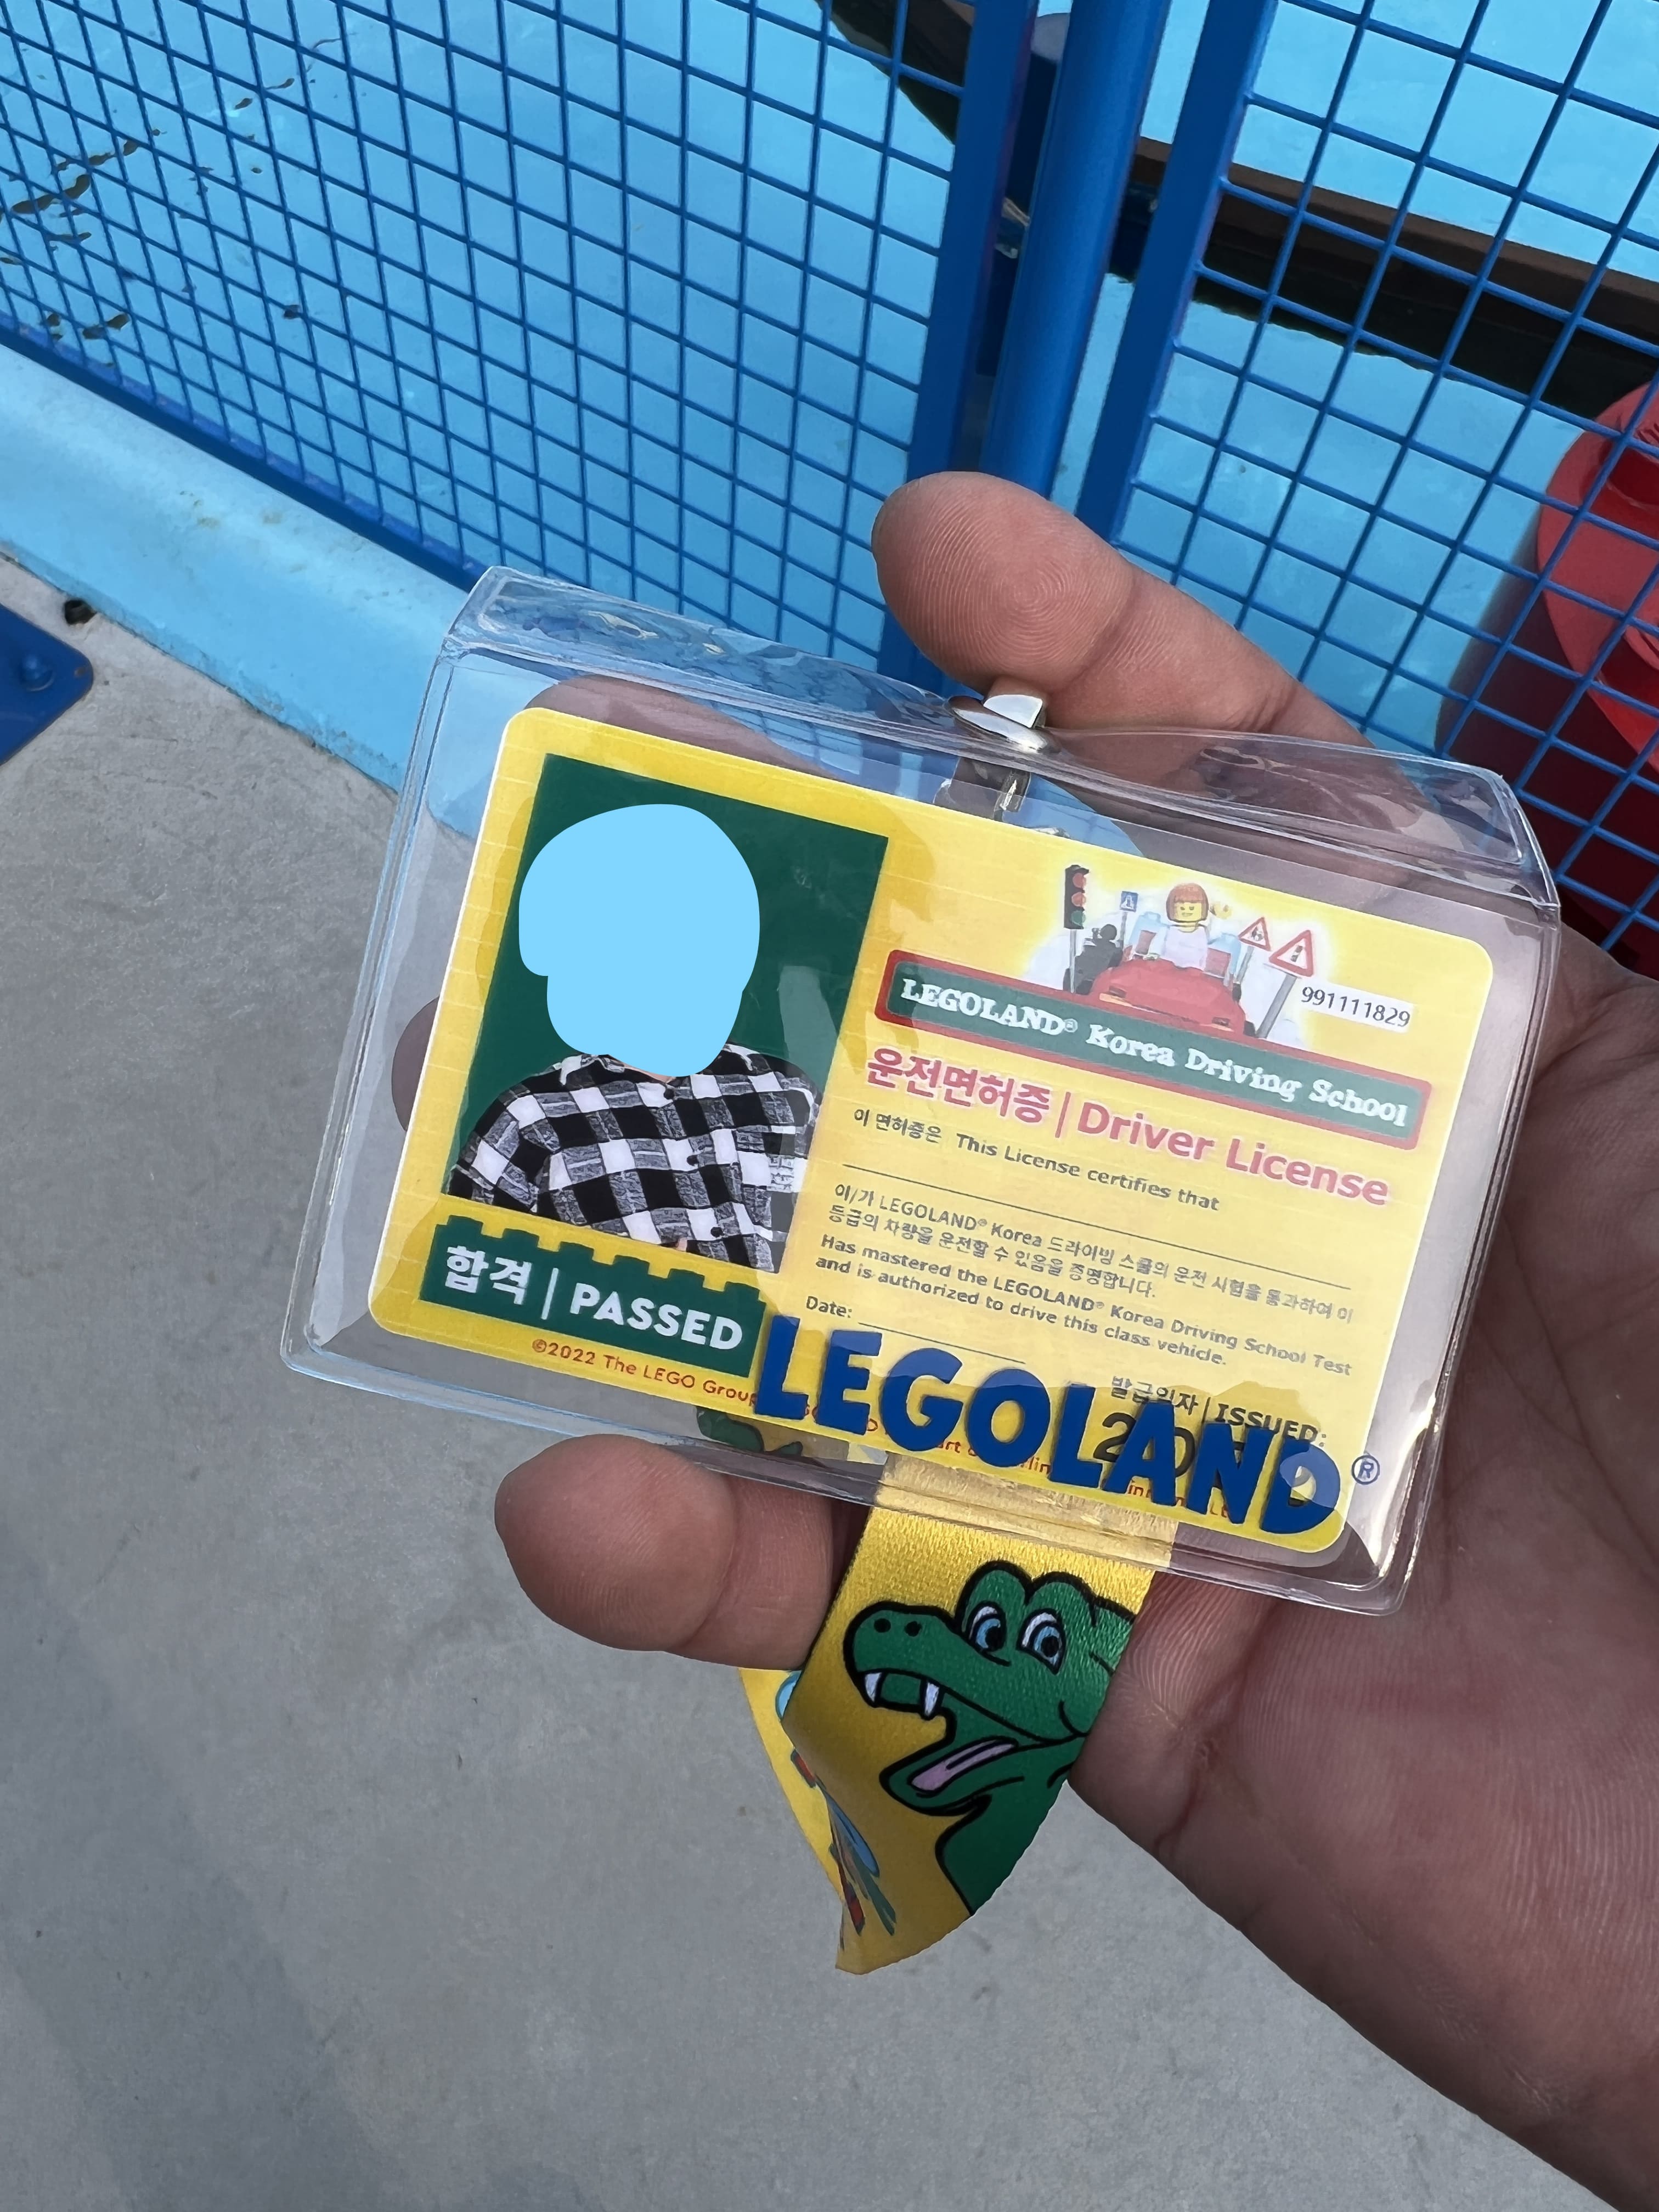 991111829
LEGOLAND® Korea Driving School
운전면허증 | Driver License
이 면허증은 This License certifies that
이/가 LEGOLAND® Korea 드라이빙 스쿨의 운전 시험을 통과하여 이
등급의 차량을 운전할 수 있음을 증명합니다.
Has mastered the LEGOLAND® Korea Driving School Test
and is authorized to drive this class vehicle.
Date:
발급일자 | ISSUED:
합격 | PASSED
©2022 The LEGO Group
LEGOLAND®